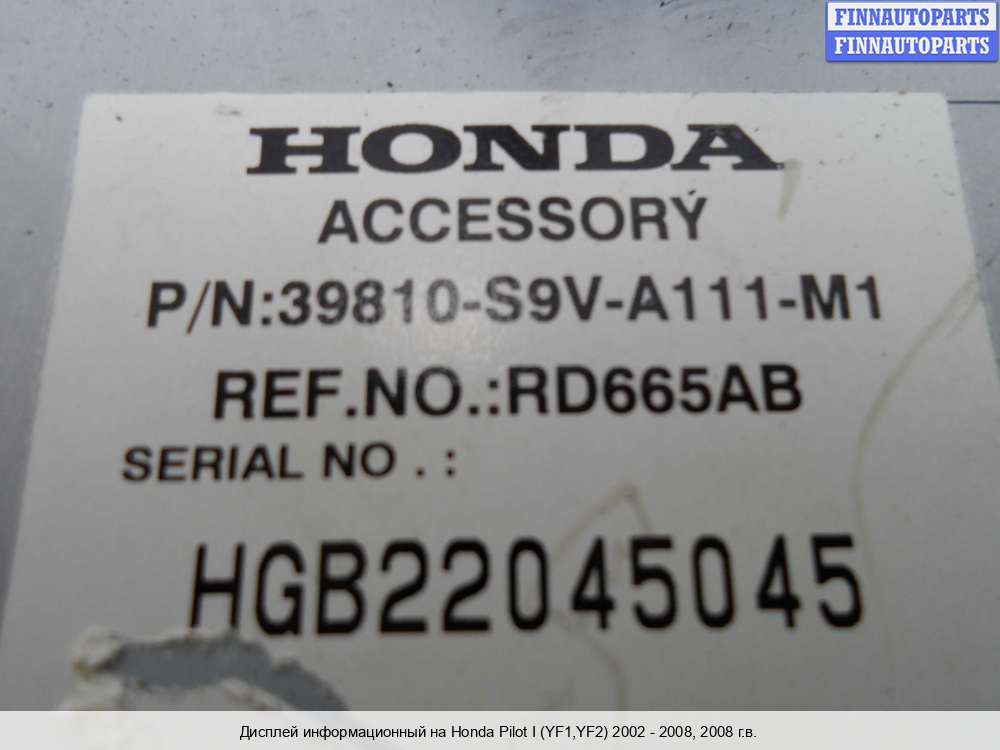 FINNAUTOPARTS
FINNAUTOPARTS
HONDA
ACCESSORY
P/N:39810-S9V-A111-M1
REF.NO.:RD665AB
SERIAL NO . :
HGB22045045
Дисплей информационный на Honda Pilot I (YF1,YF2) 2002 - 2008, 2008 г.в.